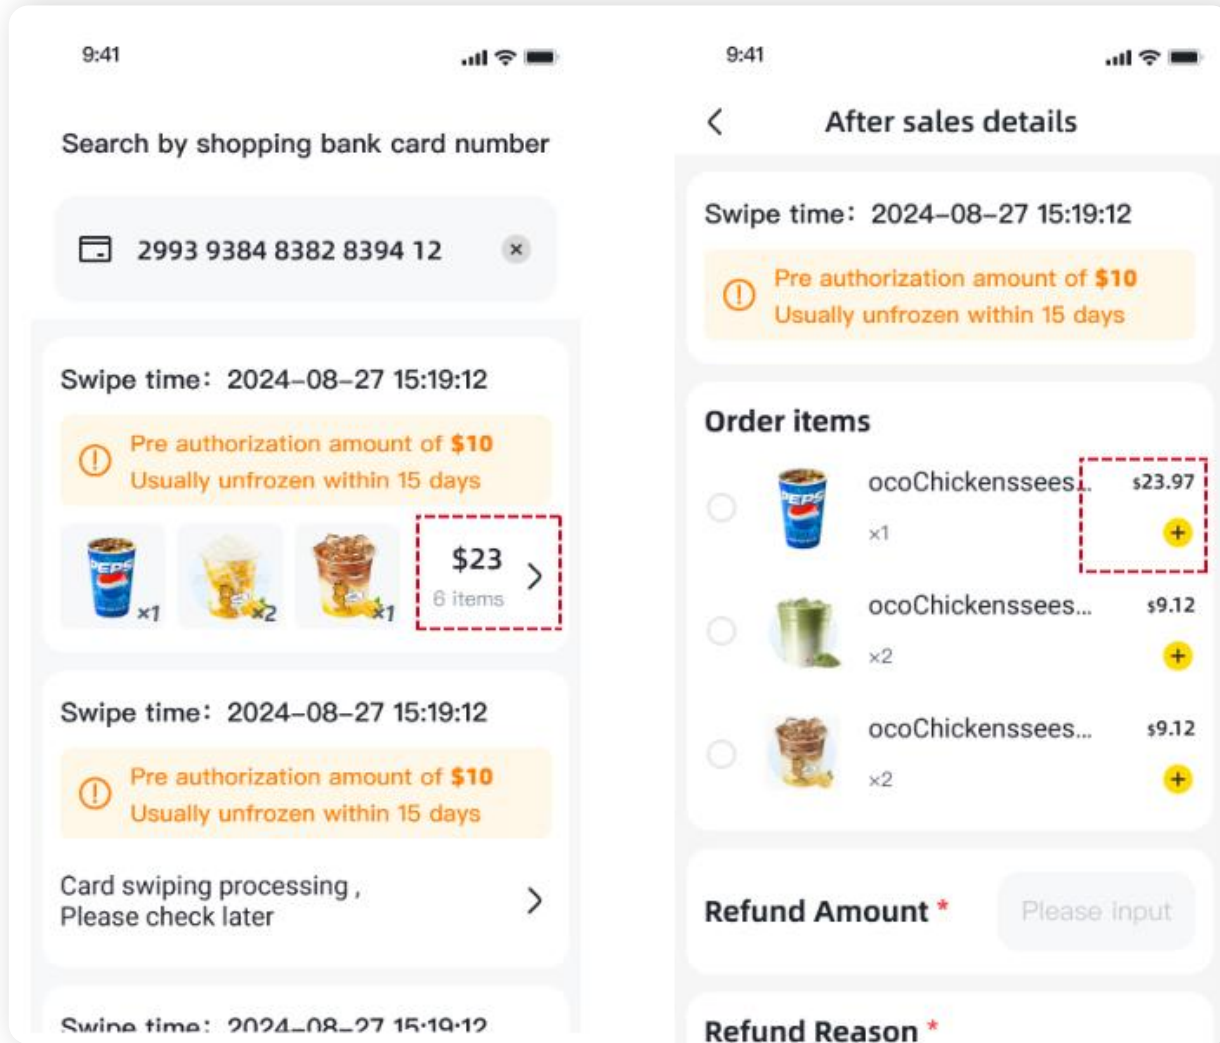 9:41
Search by shopping bank card number
2993 9384 8382 8394 12
Swipe time: 2024-08-27 15:19:12
Pre authorization amount of $10
Usually unfrozen within 15 days
PEPSI
×1
×2
×1
$23
6 items
Swipe time: 2024-08-27 15:19:12
Pre authorization amount of $10
Usually unfrozen within 15 days
Card swiping processing ,
Please check later
Swipe time: 2024-08-27 15:19:12
9:41
After sales details
Swipe time: 2024-08-27 15:19:12
Pre authorization amount of $10
Usually unfrozen within 15 days
Order items
ocoChickenssees...
$23.97
PEPSI
×1
ocoChickenssees...
$9.12
×2
ocoChickenssees...
$9.12
×2
Refund Amount *
Please input
Refund Reason *